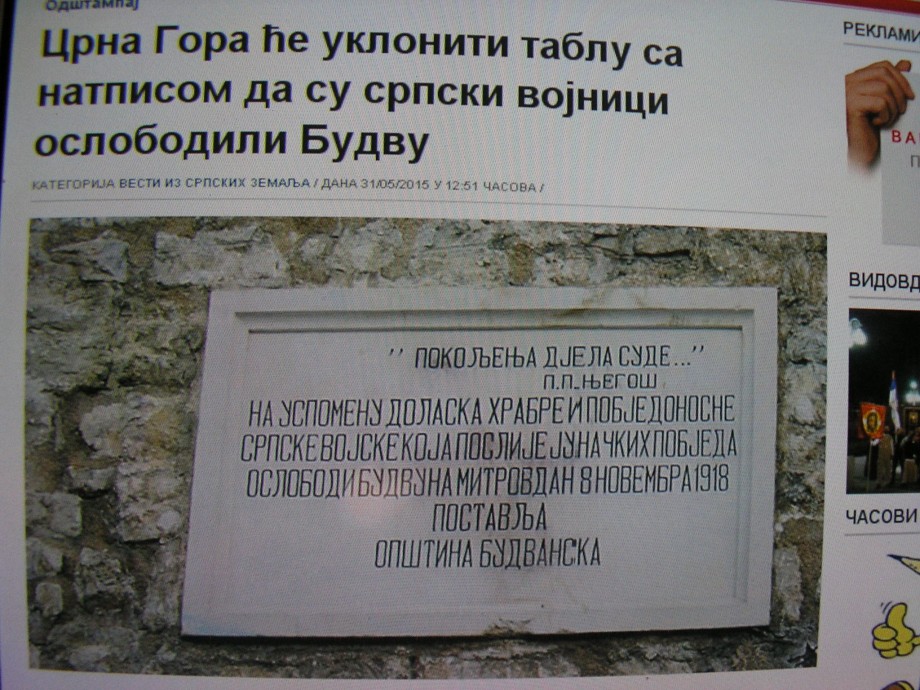 Одштампај
Црна Гора ће уклонити таблу са
натписом да су српски војници
ослободили Будву
КАТЕГОРИЈА ВЕСТИ ИЗ СРПСКИХ ЗЕМАЉА / ДАНА 31/05/2015 У 12:51 ЧАСОВА /
'' ПОКОЉЕЊА ДЈЕЛА СУДЕ...''
П.П.ЊЕГОШ
НА УСПОМЕНУ ДОЛАСКА ХРАБРЕ И ПОБЈЕДОНОСНЕ
СРПСКЕ ВОЈСКЕ КОЈА ПОСЛИЈЕ ЈУНАЧКИХ ПОБЈЕДА
ОСЛОБОДИ БУДВУ НА МИТРОВДАН 8 НОВЕМБРА 1918
ПОСТАВЉА
ОПШТИНА БУДВАНСКА
РЕКЛАМИ
ВА
П
ВИДОВД
ЧАСОВИ